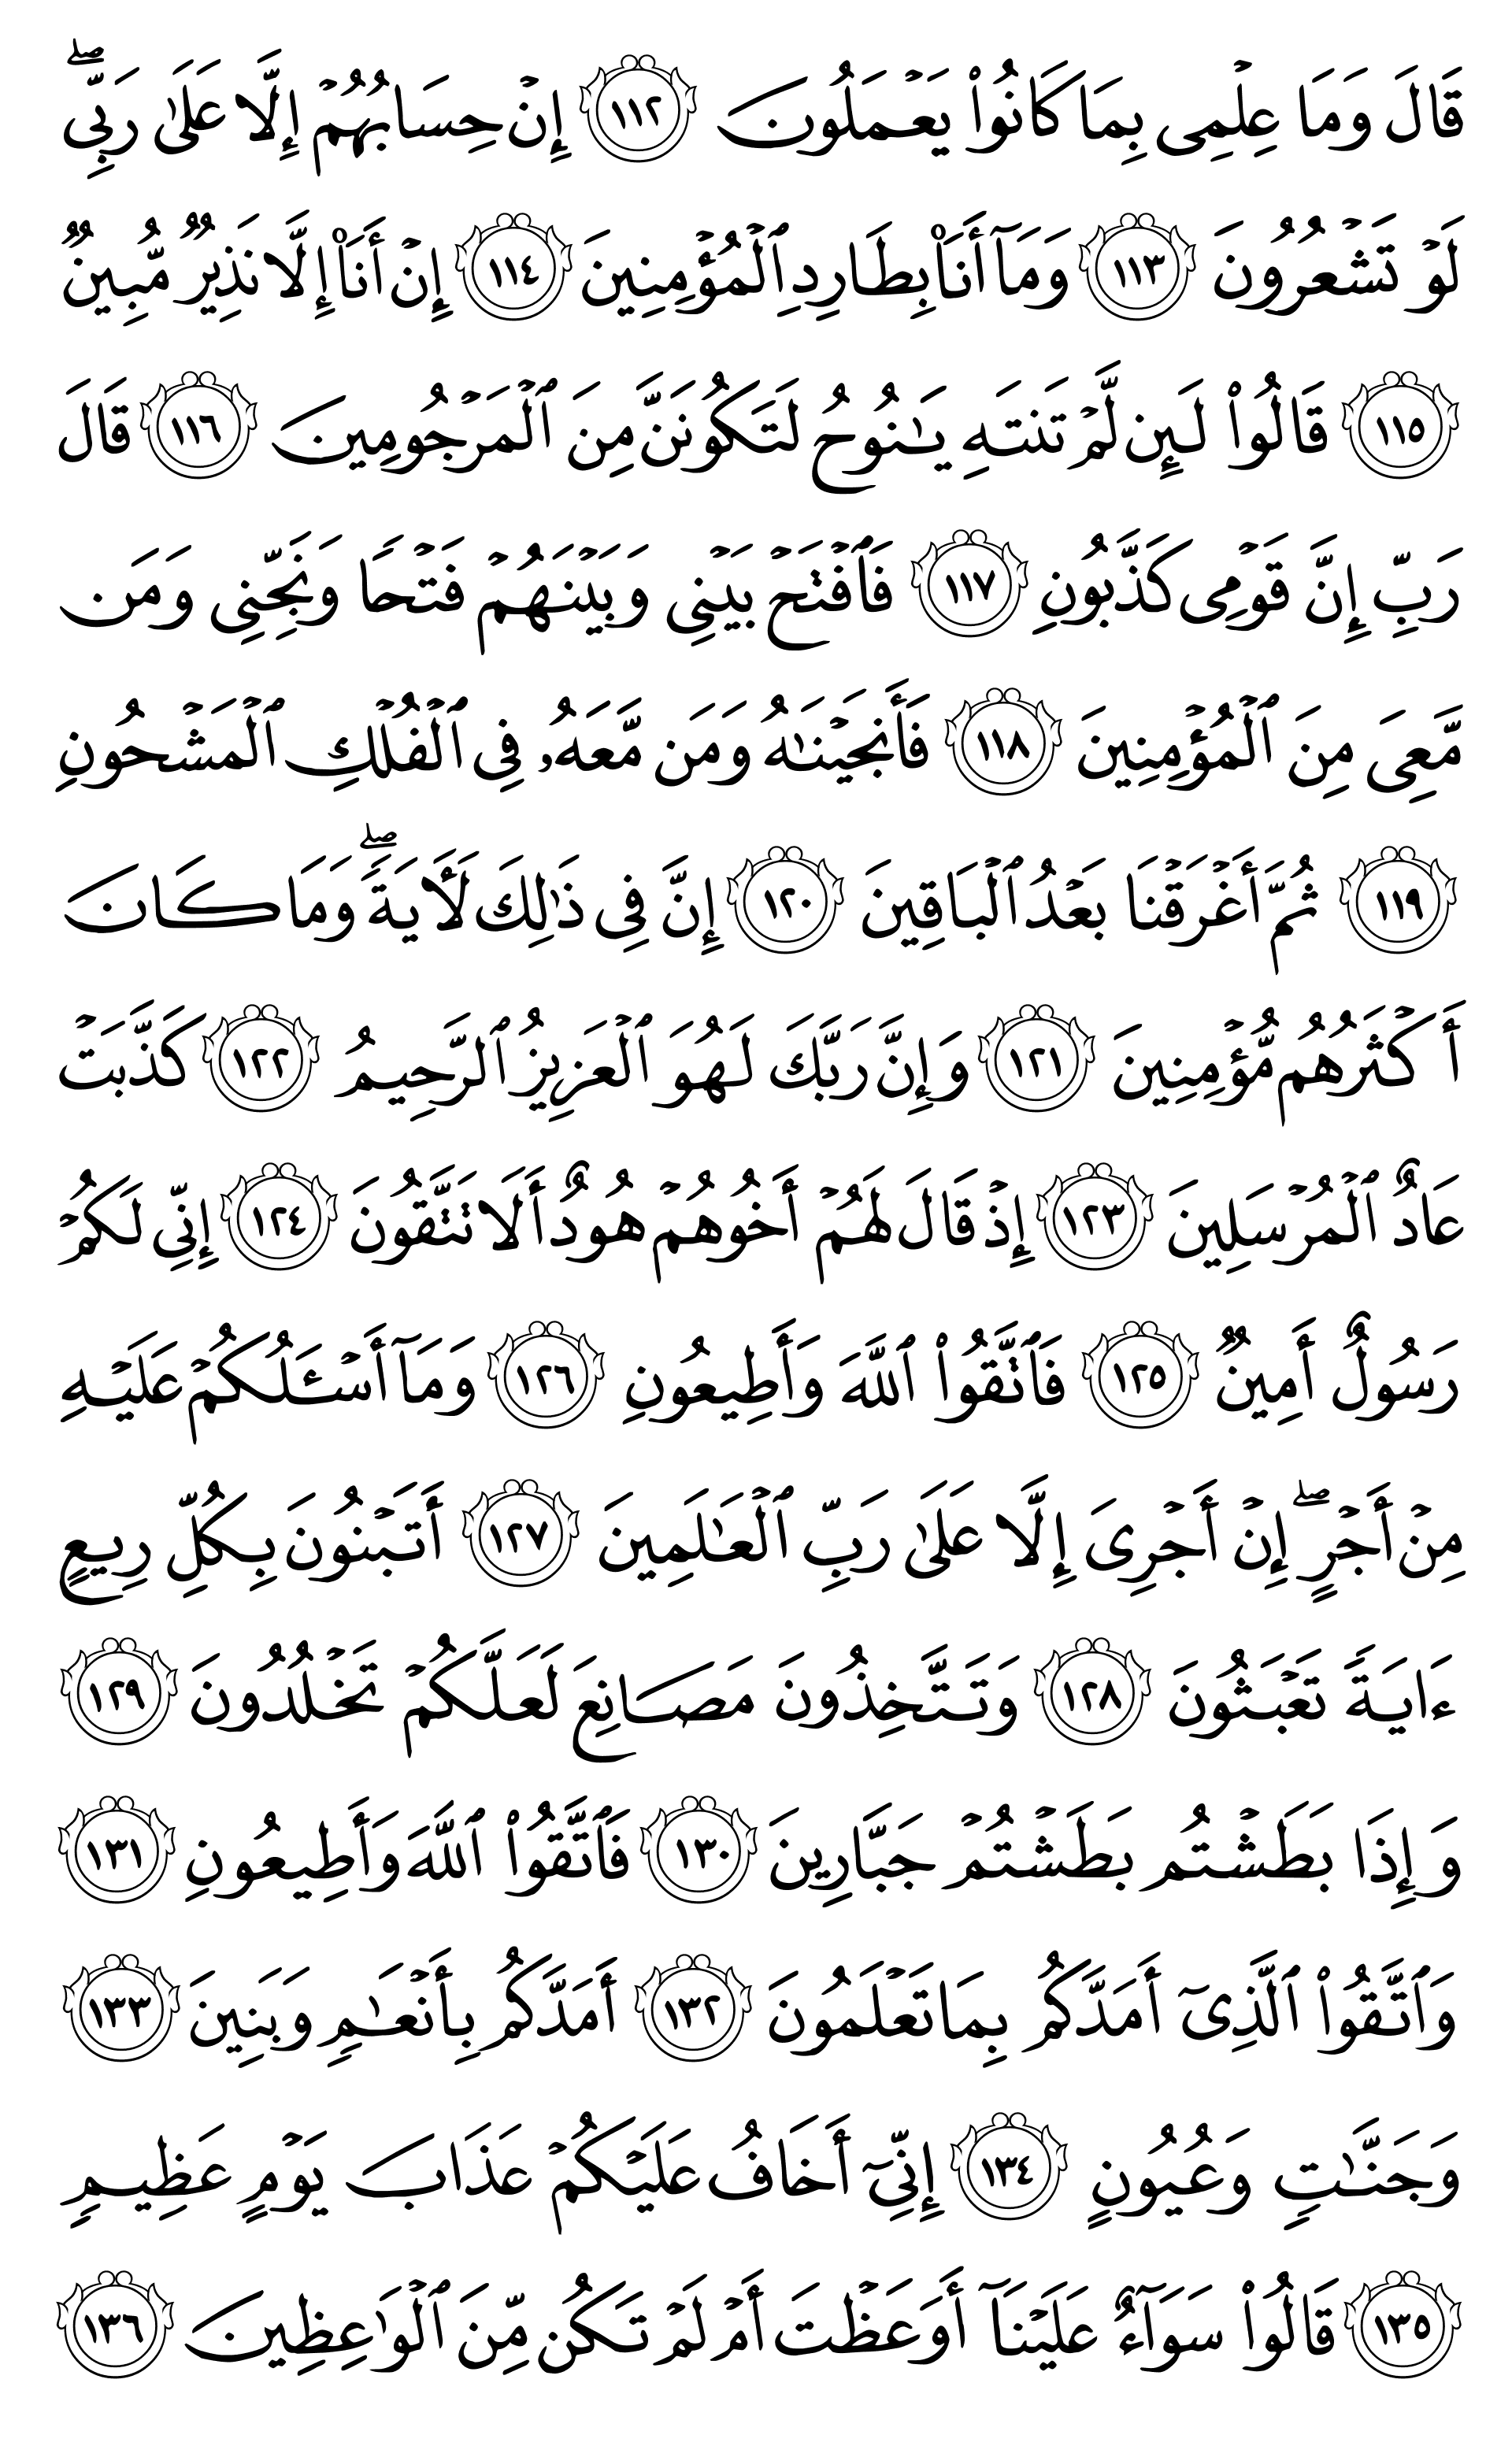 قَالَ وَمَا عِلۡمِى بِمَا كَانُواْ يَعۡمَلُونَ ١١٢ إِنۡ حِسَابُهُمۡ إِلَّا عَلَىٰ رَبِّىۖ
لَوۡ تَشۡعُرُونَ ١١٣ وَمَآ أَنَا۠ بِطَارِدِ ٱلۡمُؤۡمِنِينَ ١١٤ إِنۡ أَنَا۠ إِلَّا نَذِيرٌ مُّبِينٌ
١١٥ قَالُواْ لَئِن لَّمۡ تَنتَهِ يَٰنُوحُ لَتَكُونَنَّ مِنَ ٱلۡمَرۡجُومِينَ ١١٦ قَالَ
رَبِّ إِنَّ قَوۡمِى كَذَّبُونِ ١١٧ فَٱفۡتَحۡ بَيۡنِى وَبَيۡنَهُمۡ فَتۡحًا وَنَجِّنِى وَمَن
مَّعِىَ مِنَ ٱلۡمُؤۡمِنِينَ ١١٨ فَأَنجَيۡنَٰهُ وَمَن مَّعَهُۥ فِى ٱلۡفُلۡكِ ٱلۡمَشۡحُونِ
١١٩ ثُمَّ أَغۡرَقۡنَا بَعۡدُ ٱلۡبَاقِينَ ١٢٠ إِنَّ فِى ذَٰلِكَ لَأٓيَةًۖ وَمَا كَانَ
أَكۡثَرُهُم مُّؤۡمِنِينَ ١٢١ وَإِنَّ رَبَّكَ لَهُوَ ٱلۡعَزِيزُ ٱلرَّحِيمُ ١٢٢ كَذَّبَتۡ
عَادٌ ٱلۡمُرۡسَلِينَ ١٢٣ إِذۡ قَالَ لَهُمۡ أَخُوهُمۡ هُودٌ أَلَا تَتَّقُونَ ١٢٤ إِنِّى لَكُمۡ
رَسُولٌ أَمِينٌ ١٢٥ فَٱتَّقُواْ ٱللَّهَ وَأَطِيعُونِ ١٢٦ وَمَآ أَسۡـَٔلُكُمۡ عَلَيۡهِ
مِنۡ أَجۡرٍۖ إِنۡ أَجۡرِىَ إِلَّا عَلَىٰ رَبِّ ٱلۡعَٰلَمِينَ ١٢٧ أَتَبۡنُونَ بِكُلِّ رِيعٍ
ءَايَةً تَعۡبَثُونَ ١٢٨ وَتَتَّخِذُونَ مَصَانِعَ لَعَلَّكُمۡ تَخۡلُدُونَ ١٢٩
وَإِذَا بَطَشۡتُم بَطَشۡتُمۡ جَبَّارِينَ ١٣٠ فَٱتَّقُواْ ٱللَّهَ وَأَطِيعُونِ ١٣١
وَٱتَّقُواْ ٱلَّذِىٓ أَمَدَّكُم بِمَا تَعۡلَمُونَ ١٣٢ أَمَدَّكُم بِأَنۡعَٰمٍ وَبَنِينَ ١٣٣
وَجَنَّٰتٍ وَعُيُونٍ ١٣٤ إِنِّىٓ أَخَافُ عَلَيۡكُمۡ عَذَابَ يَوۡمٍ عَظِيمٍ
١٣٥ قَالُواْ سَوَآءٌ عَلَيۡنَآ أَوَعَظۡتَ أَمۡ لَمۡ تَكُن مِّنَ ٱلۡوَٰعِظِينَ ١٣٦